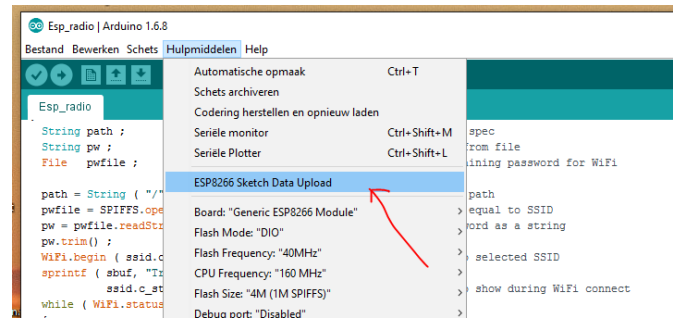 Esp_radio | Arduino 1.6.8
Bestand Bewerken Schets Hulpmiddelen Help
Automatische opmaak Ctrl+T
Schets archiveren
Codering herstellen en opnieuw laden
Seriële monitor Ctrl+Shift+M
Seriële Plotter Ctrl+Shift+L
ESP8266 Sketch Data Upload
Board: "Generic ESP8266 Module"
Flash Mode: "DIO"
Flash Frequency: "40MHz"
CPU Frequency: "160 MHz"
Flash Size: "4M (1M SPIFFS)"
Debug port: "Disabled"
Esp_radio
String path ; spec
String pw ; from file
File pwfile ; ining password for WiFi
path = String ( "/" path
pwfile = SPIFFS.ope equal to SSID
pw = pwfile.readStr ord as a string
pw.trim() ;
WiFi.begin ( ssid.c selected SSID
sprintf ( sbuf, "Tr
ssid.c_st show during WiFi connect
while ( WiFi.status